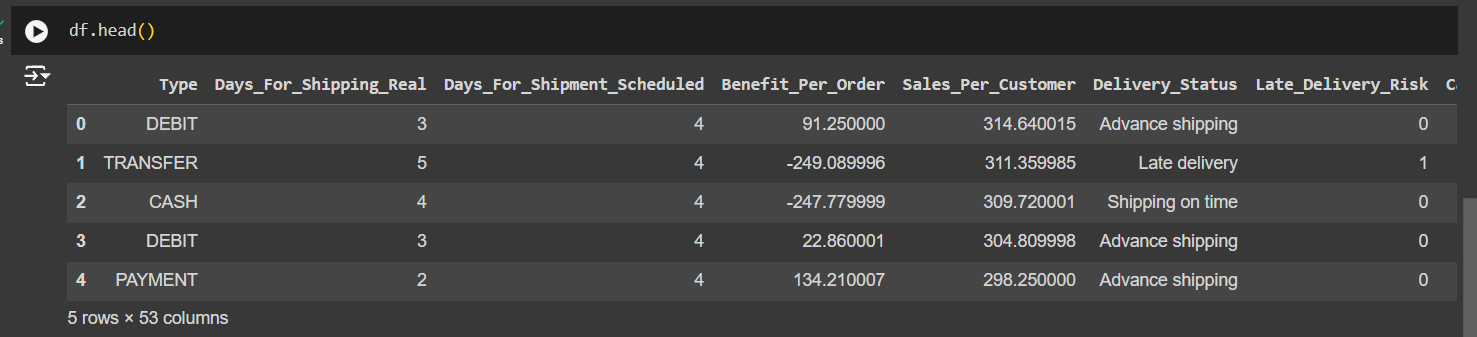 df.head()
Type Days_For_Shipping_Real Days_For_Shipment_Scheduled Benefit_Per_Order Sales_Per_Customer Delivery_Status Late_Delivery_Risk
0 DEBIT 3 4 91.250000 314.640015 Advance shipping 0
1 TRANSFER 5 4 -249.089996 311.359985 Late delivery 1
2 CASH 4 4 -247.779999 309.720001 Shipping on time 0
3 DEBIT 3 4 22.860001 304.809998 Advance shipping 0
4 PAYMENT 2 4 134.210007 298.250000 Advance shipping 0
5 rows × 53 columns